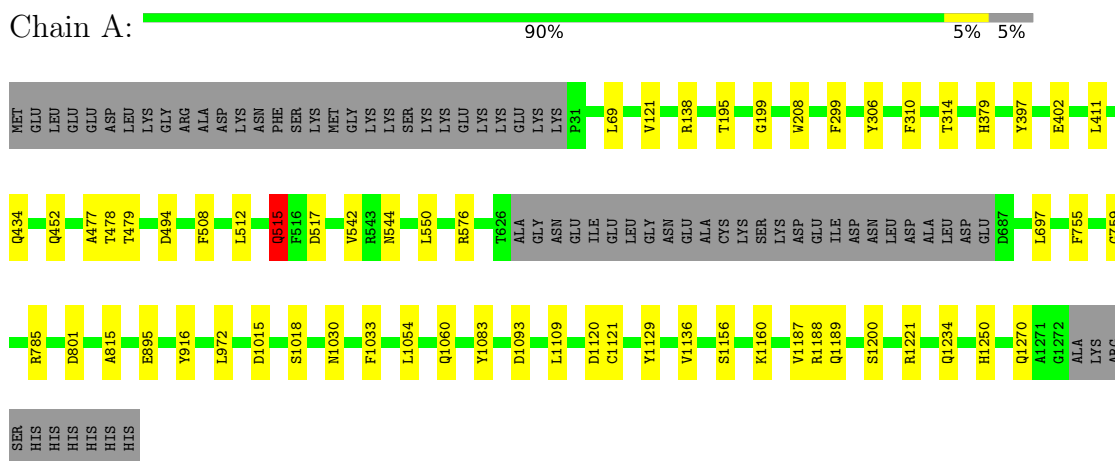 Chain A:
90% 5% 5%
MET GLU LEU GLU GLU ASP LEU LYS GLY ARG ALA ASP LYS ASN PHE SER LYS MET GLY LYS LYS SER LYS LYS GLU LYS LYS GLU LYS LYS P31 L69 V121 R138 T195 G199 W208 F299 Y306 F310 T314 H379 Y397 E402 L411
Q434 Q452 A477 T478 T479 D494 F508 L512 Q515 F516 D517 V542 R543 N544 L550 R576 T626 ALA GLY ASN GLU ILE GLU LEU GLY ASN GLU ALA ALA CYS LYS SER LYS ASP GLU ILE ASP ASN LEU ASP ALA ALA LEU ASP GLU D687 L697 F755 G759
R785 D801 A815 E895 Y916 L972 D1015 S1018 N1030 F1033 L1054 Q1060 Y1083 D1093 L1109 D1120 C1121 Y1129 V1136 S1156 K1160 V1187 R1188 Q1189 S1200 R1221 Q1234 H1250 Q1270 A1271 G1272 ALA LYS ARG
SER HIS HIS HIS HIS HIS HIS